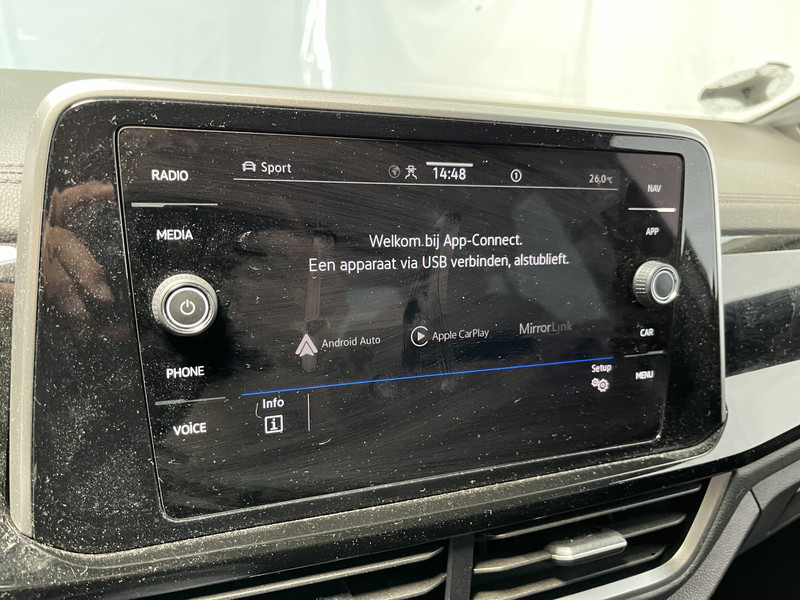 RADIO
MEDIA
PHONE
VOICE
Sport
14:48
1
26,0°C
Welkom bij App-Connect.
Een apparaat via USB verbinden, alstublieft.
Android Auto
Apple CarPlay
MirrorLink
Setup
Info
i
NAV
APP
CAR
MENU